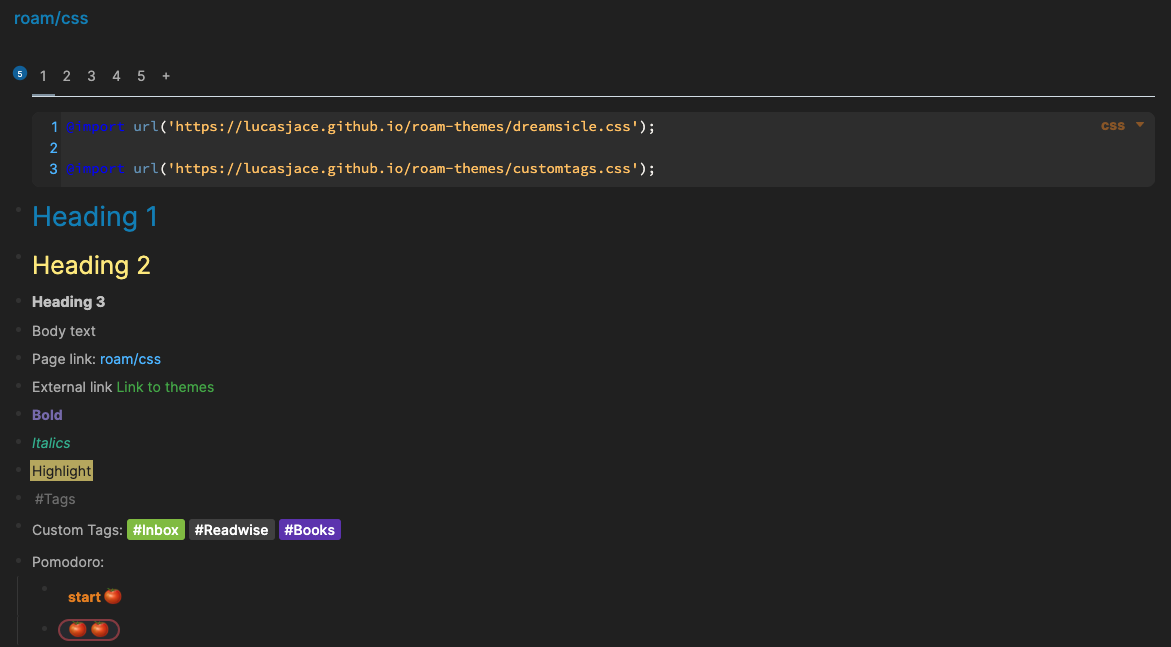 roam/css
5 1 2 3 4 5 +
1 @import url('https://lucasjace.github.io/roam-themes/dreamsicle.css'); css
2
3 @import url('https://lucasjace.github.io/roam-themes/customtags.css');
Heading 1
Heading 2
Heading 3
Body text
Page link: roam/css
External link Link to themes
Bold
Italics
Highlight
#Tags
Custom Tags: #Inbox #Readwise #Books
Pomodoro:
start